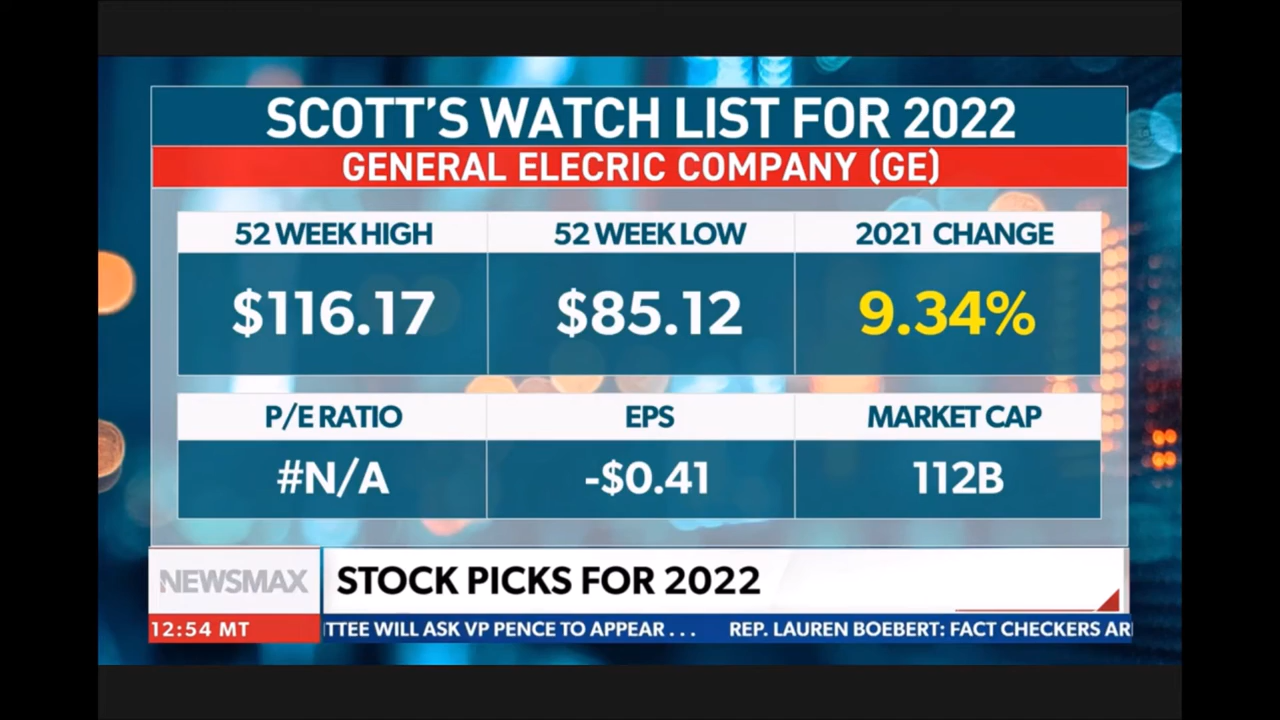 SCOTT'S WATCH LIST FOR 2022
GENERAL ELECRIC COMPANY (GE)
52 WEEK HIGH 52 WEEK LOW 2021 CHANGE
$116.17 $85.12 9.34%
P/E RATIO EPS MARKET CAP
#N/A -$0.41 112B
NEWSMAX STOCK PICKS FOR 2022
12:54 MT TTEE WILL ASK VP PENCE TO APPEAR . . . REP. LAUREN BOEBERT: FACT CHECKERS AR